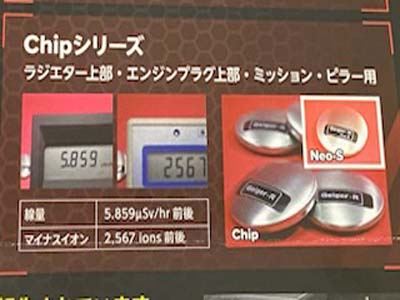 Chipシリーズ
ラジエター上部・エンジンプラグ上部・ミッション・ピラー用
5.859
2567
Neo-S
Chip
線量 5.859μSv/hr 前後
マイナスイオン 2,567 ions 前後